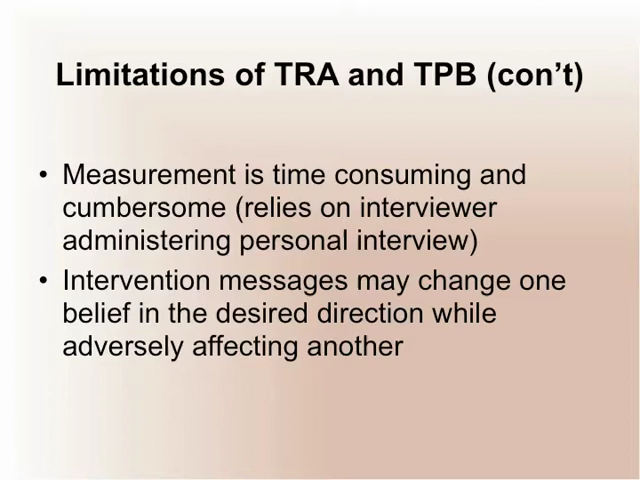 Limitations of TRA and TPB (con’t)
• Measurement is time consuming and
cumbersome (relies on interviewer
administering personal interview)
• Intervention messages may change one
belief in the desired direction while
adversely affecting another